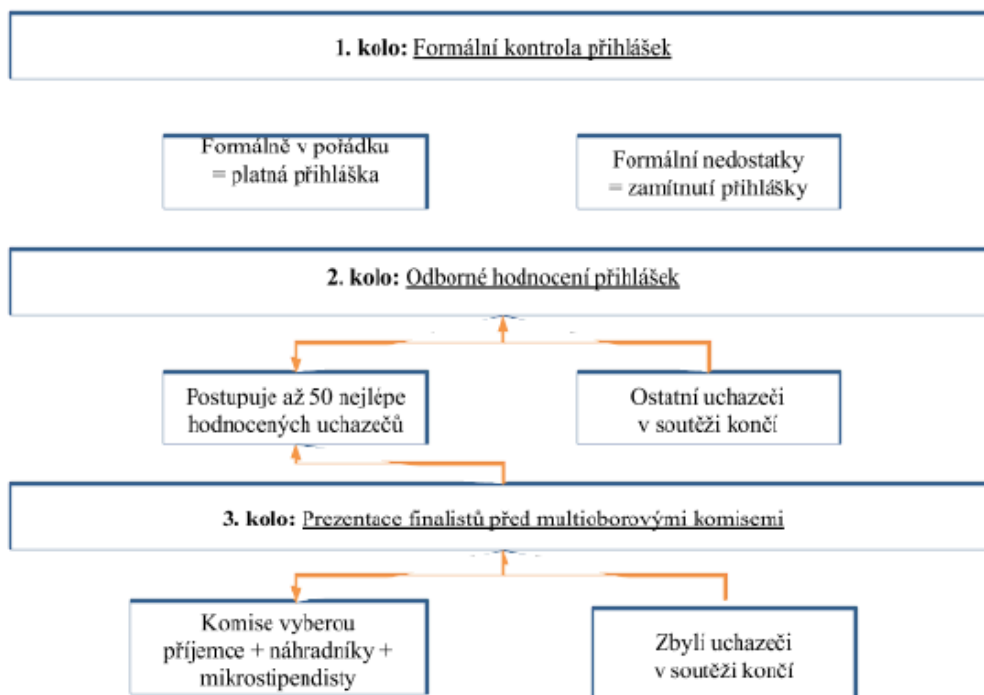 1. kolo: Formální kontrola přihlášek
Formálně v pořádku
= platná přihláška
Formální nedostatky
= zamítnutí přihlášky
2. kolo: Odborné hodnocení přihlášek
Postupuje až 50 nejlépe
hodnocených uchazečů
Ostatní uchazeči
v soutěži končí
3. kolo: Prezentace finalistů před multioborovými komisemi
Komise vyberou
příjemce + náhradníky +
mikrostipendisty
Zbylí uchazeči
v soutěži končí